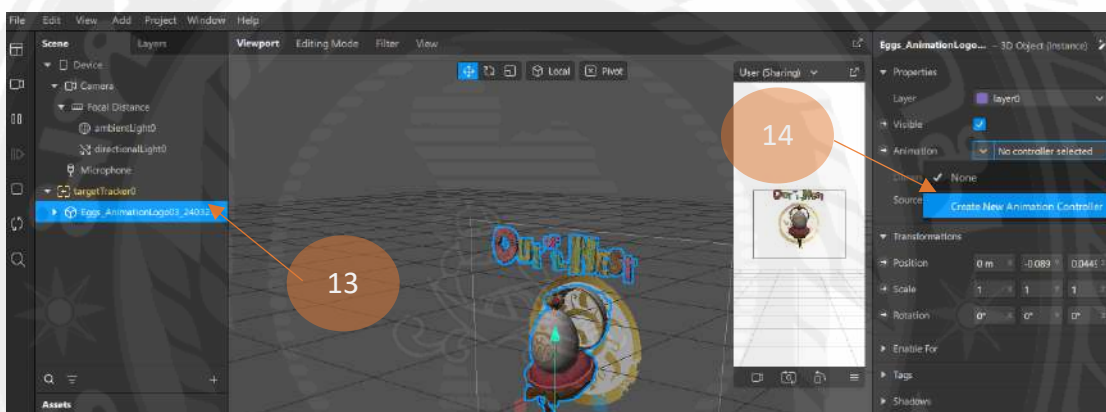 File Edit View Add Project Window Help
Scene Layers
Viewport Editing Mode Filter View
Eggs_AnimationLogo... – 3D Object (Instance)
Device
Camera
Focal Distance
ambientLight0
directionalLight0
Microphone
targetTracker0
Eggs_AnimationLogo03_24032
Assets
Local Pivot
13
User (Sharing)
14
Properties
Layer layer0
Visible
Animation No controller selected
None
Source
Create New Animation Controller
Transformations
Position 0 m -0.089 0.0449
Scale 1 1 1
Rotation 0° 0° 0°
Enable For
Tags
Shadows